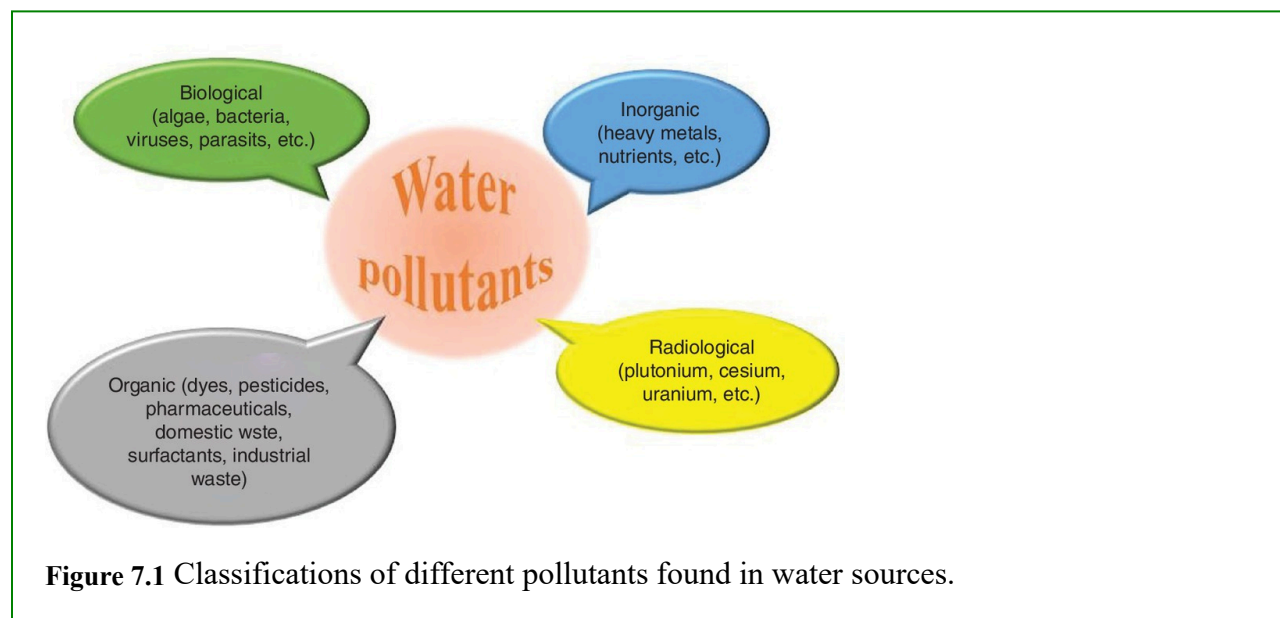 Biological
(algae, bacteria,
viruses, parasits, etc.)
Inorganic
(heavy metals,
nutrients, etc.)
Water
pollutants
Organic (dyes, pesticides,
pharmaceuticals,
domestic wste,
surfactants, industrial
waste)
Radiological
(plutonium, cesium,
uranium, etc.)
Figure 7.1 Classifications of different pollutants found in water sources.